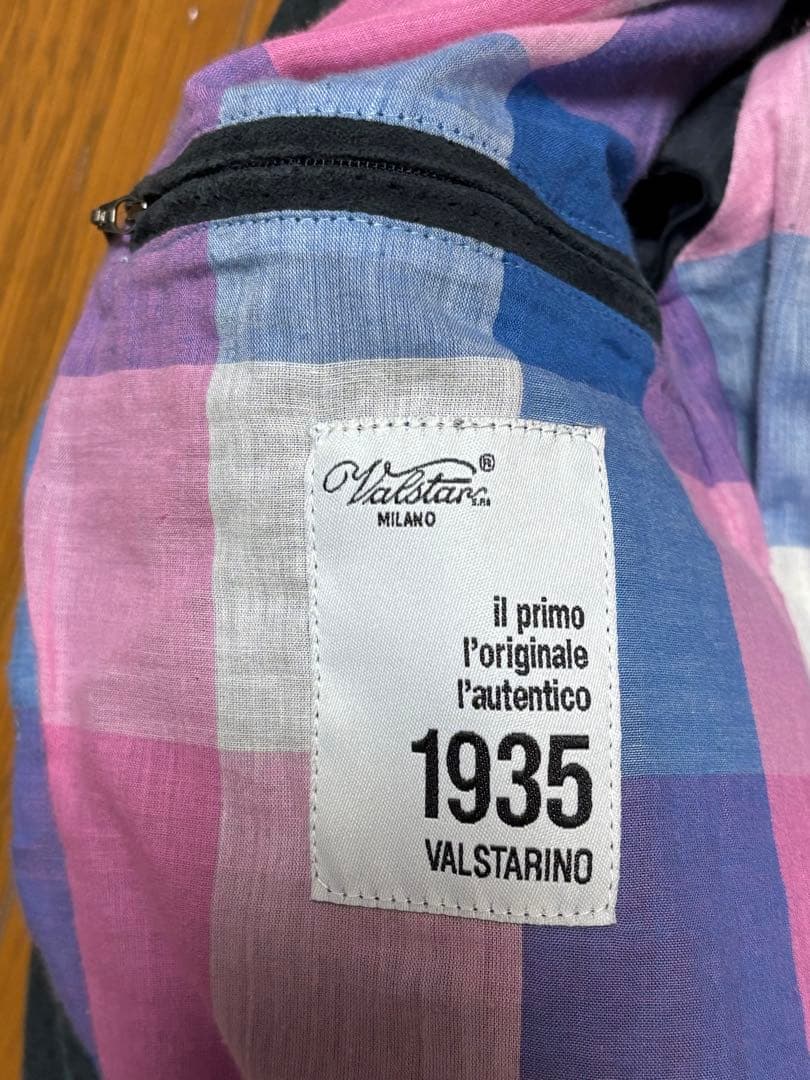 Valstar S.P.A ®
MILANO
il primo
l'originale
l'autentico
1935
VALSTARINO